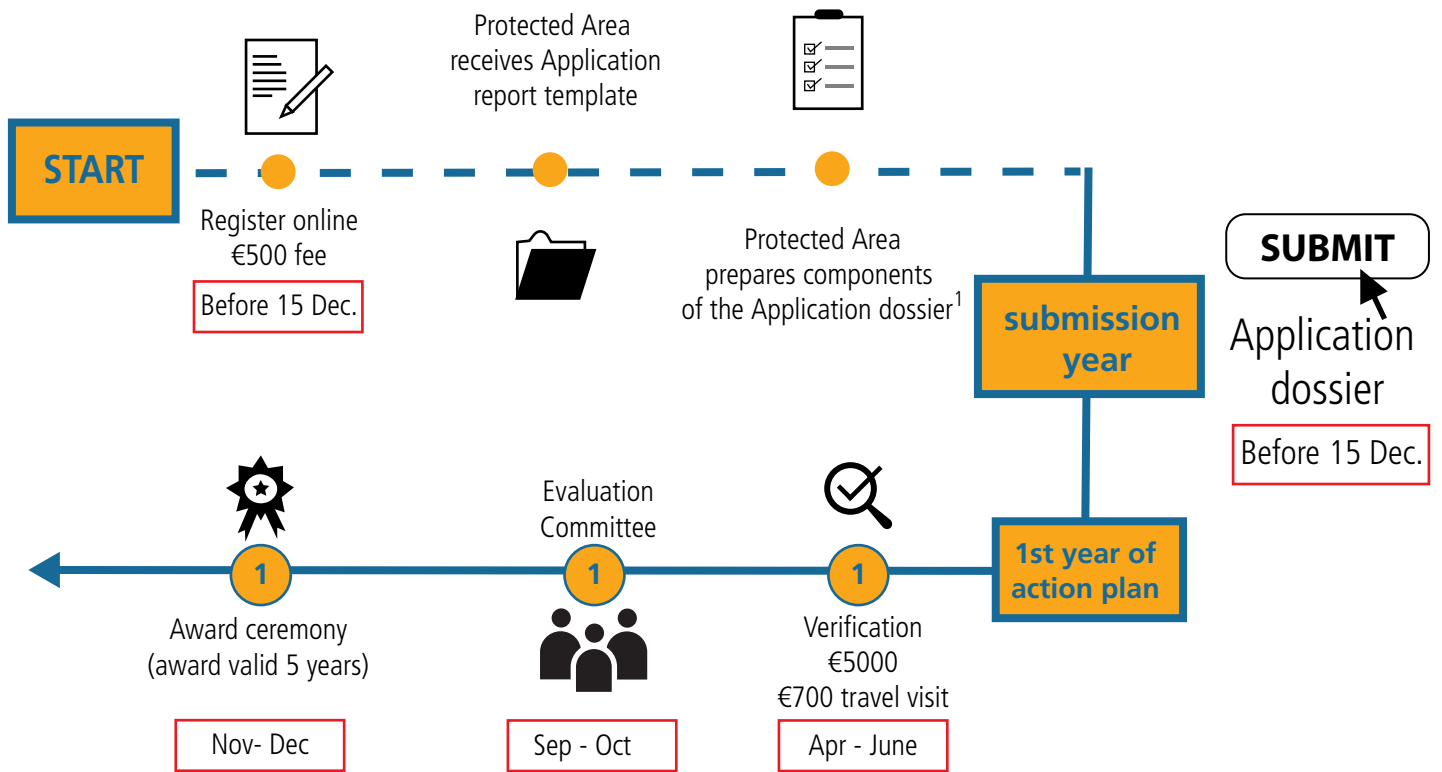 START
Register online
€500 fee
Before 15 Dec.
Protected Area
receives Application
report template
Protected Area
prepares components
of the Application dossier1
submission
year
SUBMIT
Application
dossier
Before 15 Dec.
1st year of
action plan
1
Verification
€5000
€700 travel visit
Apr - June
Evaluation
Committee
1
Sep - Oct
1
Award ceremony
(award valid 5 years)
Nov- Dec